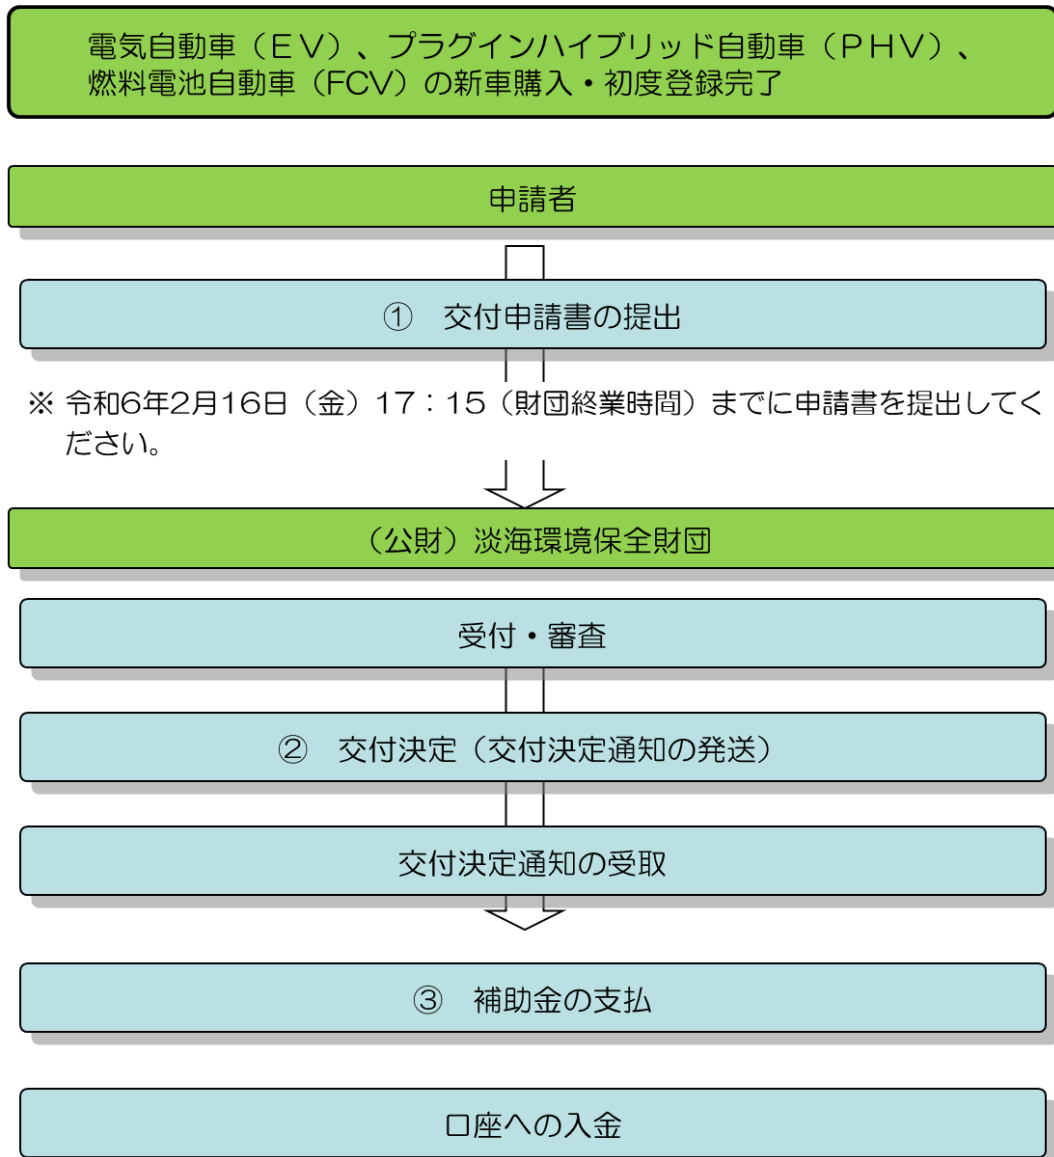 電気自動車（ＥＶ）、プラグインハイブリッド自動車（ＰＨＶ）、
燃料電池自動車（FCV）の新車購入・初度登録完了
申請者
①　交付申請書の提出
※ 令和6年2月16日（金）17：15（財団終業時間）までに申請書を提出してく
ださい。
（公財）淡海環境保全財団
受付・審査
②　交付決定（交付決定通知の発送）
交付決定通知の受取
③　補助金の支払
口座への入金